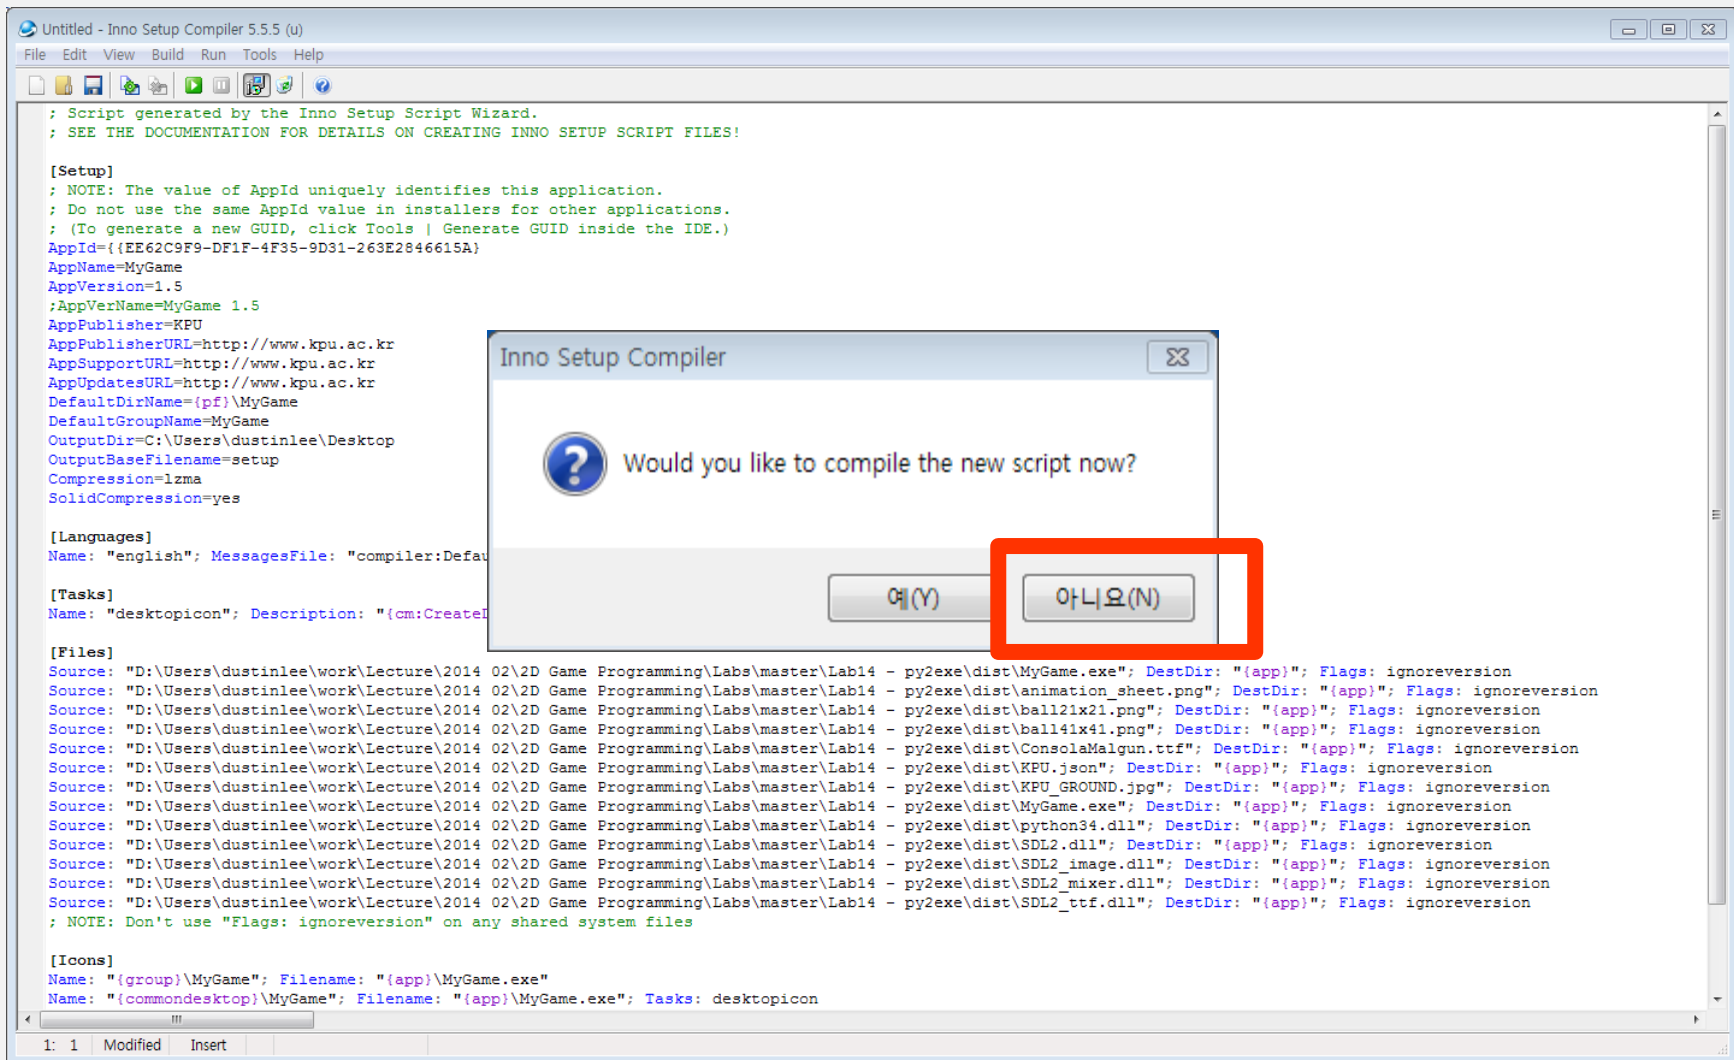 Untitled - Inno Setup Compiler 5.5.5 (u)
File Edit View Build Run Tools Help
; Script generated by the Inno Setup Script Wizard.
; SEE THE DOCUMENTATION FOR DETAILS ON CREATING INNO SETUP SCRIPT FILES!
[Setup]
; NOTE: The value of AppId uniquely identifies this application.
; Do not use the same AppId value in installers for other applications.
; (To generate a new GUID, click Tools | Generate GUID inside the IDE.)
AppId={{EE62C9F9-DF1F-4F35-9D31-263E2846615A}
AppName=MyGame
AppVersion=1.5
;AppVerName=MyGame 1.5
AppPublisher=KPU
AppPublisherURL=http://www.kpu.ac.kr
AppSupportURL=http://www.kpu.ac.kr
AppUpdatesURL=http://www.kpu.ac.kr
DefaultDirName={pf}\MyGame
DefaultGroupName=MyGame
OutputDir=C:\Users\dustinlee\Desktop
OutputBaseFilename=setup
Compression=lzma
SolidCompression=yes
[Languages]
Name: "english"; MessagesFile: "compiler:Defau
[Tasks]
Name: "desktopicon"; Description: "{cm:CreateD
Inno Setup Compiler
Would you like to compile the new script now?
예(Y) 아니요(N)
[Files]
Source: "D:\Users\dustinlee\work\Lecture\2014 02\2D Game Programming\Labs\master\Lab14 - py2exe\dist\MyGame.exe"; DestDir: "{app}"; Flags: ignoreversion
Source: "D:\Users\dustinlee\work\Lecture\2014 02\2D Game Programming\Labs\master\Lab14 - py2exe\dist\animation_sheet.png"; DestDir: "{app}"; Flags: ignoreversion
Source: "D:\Users\dustinlee\work\Lecture\2014 02\2D Game Programming\Labs\master\Lab14 - py2exe\dist\ball21x21.png"; DestDir: "{app}"; Flags: ignoreversion
Source: "D:\Users\dustinlee\work\Lecture\2014 02\2D Game Programming\Labs\master\Lab14 - py2exe\dist\ball41x41.png"; DestDir: "{app}"; Flags: ignoreversion
Source: "D:\Users\dustinlee\work\Lecture\2014 02\2D Game Programming\Labs\master\Lab14 - py2exe\dist\ConsolaMalgun.ttf"; DestDir: "{app}"; Flags: ignoreversion
Source: "D:\Users\dustinlee\work\Lecture\2014 02\2D Game Programming\Labs\master\Lab14 - py2exe\dist\KPU.json"; DestDir: "{app}"; Flags: ignoreversion
Source: "D:\Users\dustinlee\work\Lecture\2014 02\2D Game Programming\Labs\master\Lab14 - py2exe\dist\KPU_GROUND.jpg"; DestDir: "{app}"; Flags: ignoreversion
Source: "D:\Users\dustinlee\work\Lecture\2014 02\2D Game Programming\Labs\master\Lab14 - py2exe\dist\MyGame.exe"; DestDir: "{app}"; Flags: ignoreversion
Source: "D:\Users\dustinlee\work\Lecture\2014 02\2D Game Programming\Labs\master\Lab14 - py2exe\dist\python34.dll"; DestDir: "{app}"; Flags: ignoreversion
Source: "D:\Users\dustinlee\work\Lecture\2014 02\2D Game Programming\Labs\master\Lab14 - py2exe\dist\SDL2.dll"; DestDir: "{app}"; Flags: ignoreversion
Source: "D:\Users\dustinlee\work\Lecture\2014 02\2D Game Programming\Labs\master\Lab14 - py2exe\dist\SDL2_image.dll"; DestDir: "{app}"; Flags: ignoreversion
Source: "D:\Users\dustinlee\work\Lecture\2014 02\2D Game Programming\Labs\master\Lab14 - py2exe\dist\SDL2_mixer.dll"; DestDir: "{app}"; Flags: ignoreversion
Source: "D:\Users\dustinlee\work\Lecture\2014 02\2D Game Programming\Labs\master\Lab14 - py2exe\dist\SDL2_ttf.dll"; DestDir: "{app}"; Flags: ignoreversion
; NOTE: Don't use "Flags: ignoreversion" on any shared system files
[Icons]
Name: "{group}\MyGame"; Filename: "{app}\MyGame.exe"
Name: "{commondesktop}\MyGame"; Filename: "{app}\MyGame.exe"; Tasks: desktopicon
1: 1 Modified Insert